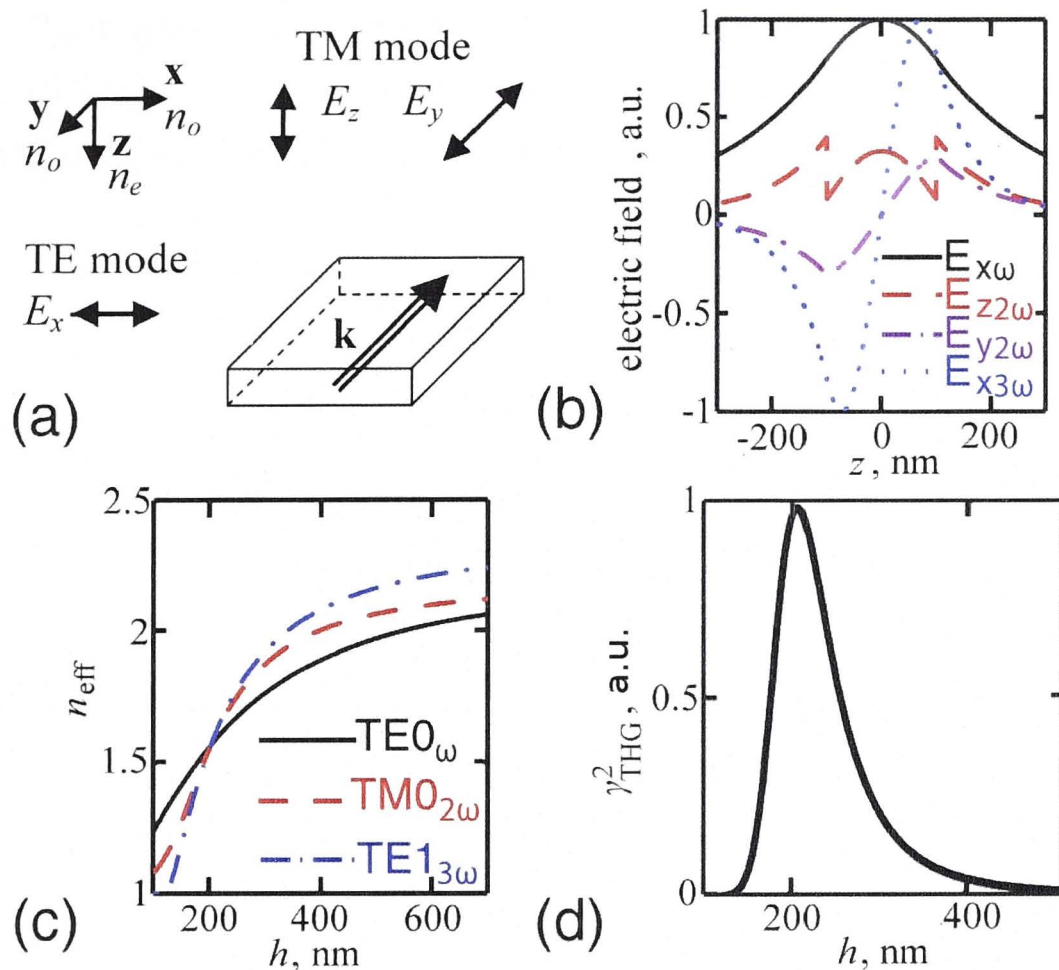 TM mode
x
y
n_o
n_o
z
n_e
E_z
E_y
TE mode
E_x
k
(a)
electric field , a.u.
1
0.5
0
-0.5
-1
E_xω
E_z2ω
E_y2ω
E_x3ω
-200
0
200
z , nm
(b)
n_eff
2.5
2
1.5
1
TE0_ω
TM0_2ω
TE1_3ω
200
400
600
h, nm
(c)
γ²_THG, a.u.
1
0.5
0
200
400
h, nm
(d)